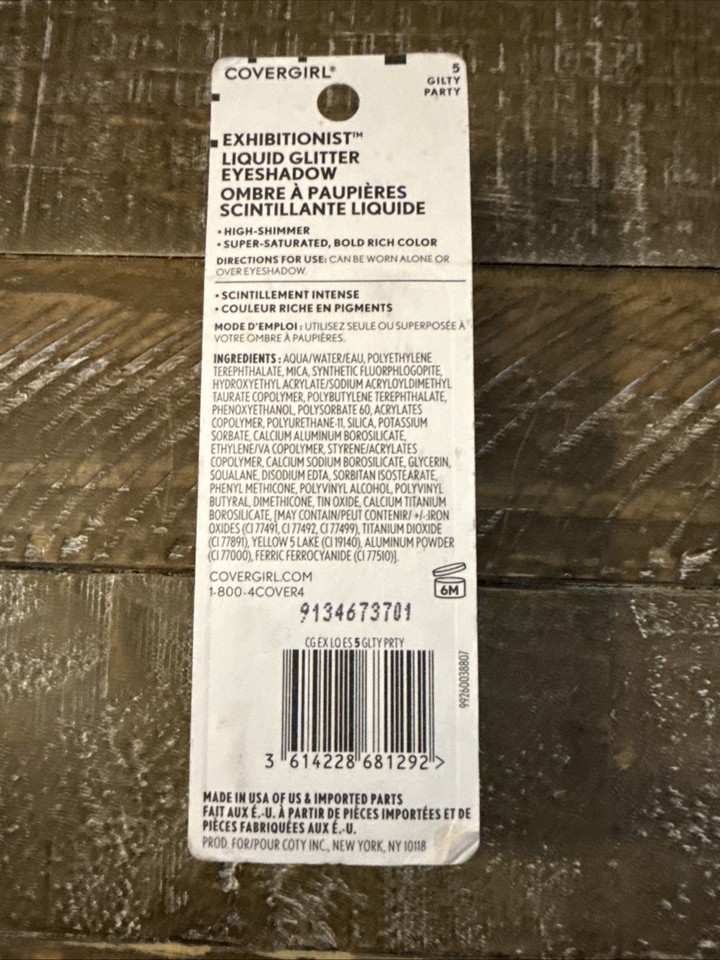 COVERGIRL®
5
GILTY
PARTY
EXHIBITIONIST™
LIQUID GLITTER
EYESHADOW
OMBRE À PAUPIÈRES
SCINTILLANTE LIQUIDE
• HIGH-SHIMMER
• SUPER-SATURATED, BOLD RICH COLOR
DIRECTIONS FOR USE: CAN BE WORN ALONE OR
OVER EYESHADOW.
• SCINTILLEMENT INTENSE
• COULEUR RICHE EN PIGMENTS
MODE D'EMPLOI : UTILISEZ SEULE OU SUPERPOSÉE À
VOTRE OMBRE À PAUPIÈRES.
INGREDIENTS : AQUA/WATER/EAU, POLYETHYLENE
TEREPHTHALATE, MICA, SYNTHETIC FLUORPHLOGOPITE,
HYDROXYETHYL ACRYLATE/SODIUM ACRYLOYLDIMETHYL
TAURATE COPOLYMER, POLYBUTYLENE TEREPHTHALATE,
PHENOXYETHANOL, POLYSORBATE 60, ACRYLATES
COPOLYMER, POLYURETHANE-11, SILICA, POTASSIUM
SORBATE, CALCIUM ALUMINUM BOROSILICATE,
ETHYLENE/VA COPOLYMER, STYRENE/ACRYLATES
COPOLYMER, CALCIUM SODIUM BOROSILICATE, GLYCERIN,
SQUALANE, DISODIUM EDTA, SORBITAN ISOSTEARATE,
PHENYL METHICONE, POLYVINYL ALCOHOL, POLYVINYL
BUTYRAL, DIMETHICONE, TIN OXIDE, CALCIUM TITANIUM
BOROSILICATE, [MAY CONTAIN/PEUT CONTENIR/ +/-:IRON
OXIDES (CI 77491, CI 77492, CI 77499), TITANIUM DIOXIDE
(CI 77891), YELLOW 5 LAKE (CI 19140), ALUMINUM POWDER
(CI 77000), FERRIC FERROCYANIDE (CI 77510)].
COVERGIRL.COM
1-800-4COVER4
6M
9134673701
CG EX LQ ES 5 GLTY PRTY
99260038807
3 614228 681292 >
MADE IN USA OF US & IMPORTED PARTS
FAIT AUX É.-U. À PARTIR DE PIÈCES IMPORTÉES ET DE
PIÈCES FABRIQUÉES AUX É.-U.
PROD. FOR/POUR COTY INC., NEW YORK, NY 10118